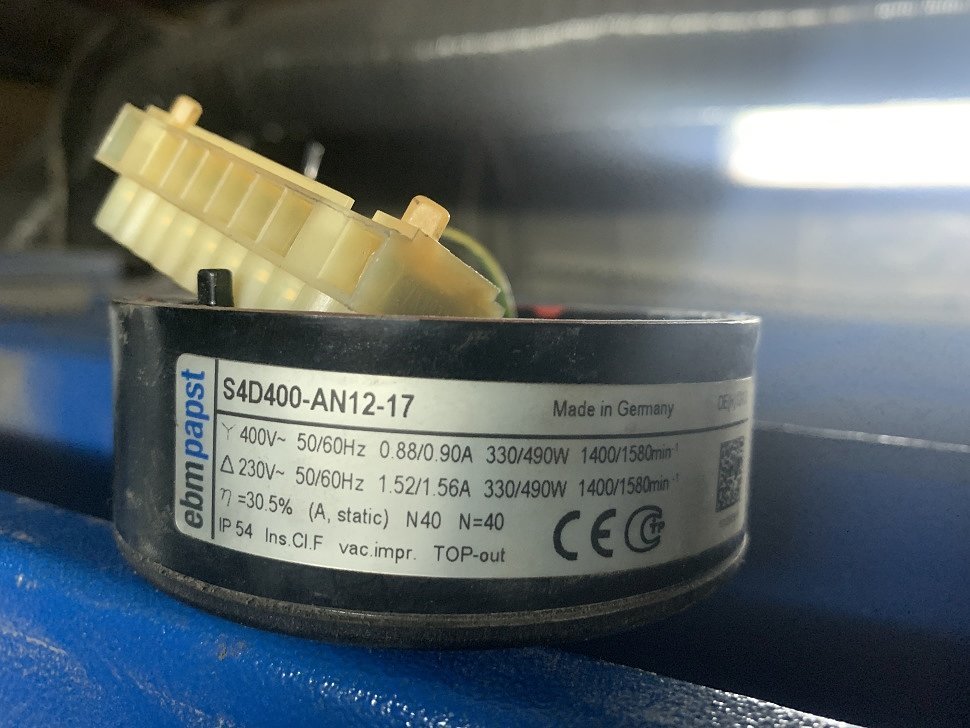 ebmpapst
S4D400-AN12-17 Made in Germany
Y 400V~ 50/60Hz 0.88/0.90A 330/490W 1400/1580min⁻¹
Δ 230V~ 50/60Hz 1.52/1.56A 330/490W 1400/1580min⁻¹
η =30.5% (A, static) N40 N=40
IP 54 Ins.Cl.F vac.impr. TOP-out
CE